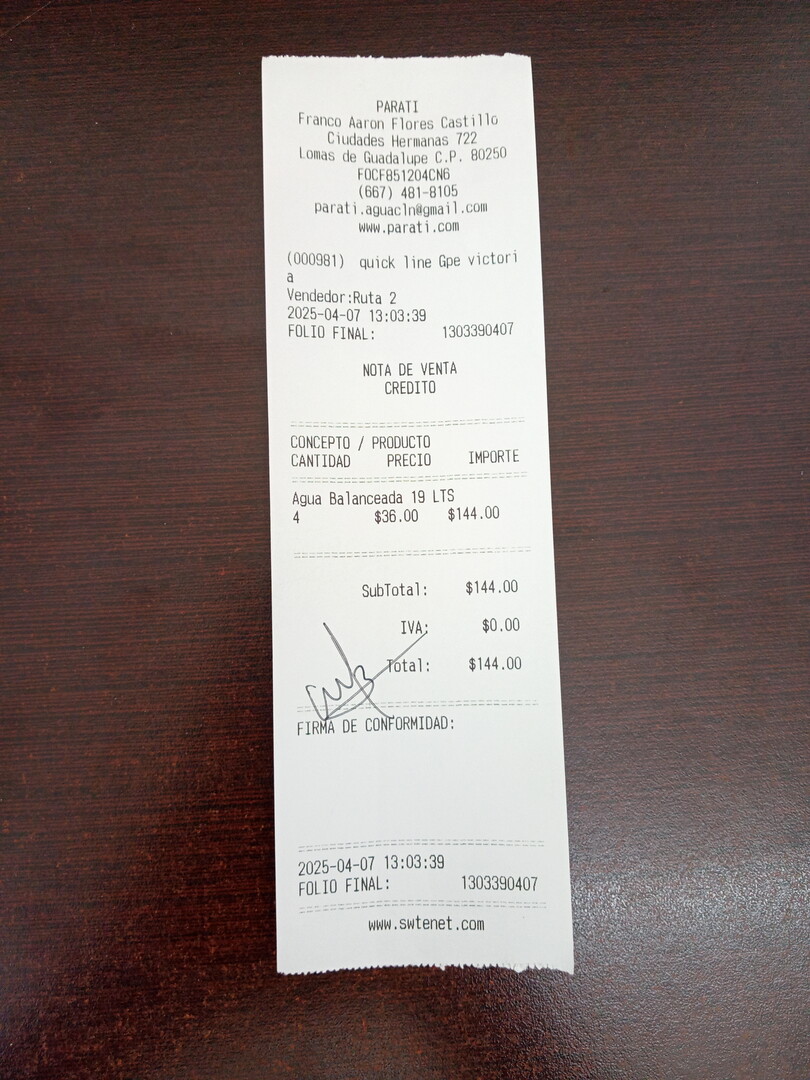 PARATI
Franco Aaron Flores Castillo
Ciudades Hermanas 722
Lomas de Guadalupe C.P. 80250
FOCF851204CN6
(667) 481-8105
parati.aguacln@gmail.com
www.parati.com
(000981) quick line Gpe victori
a
Vendedor:Ruta 2
2025-04-07 13:03:39
FOLIO FINAL: 1303390407
NOTA DE VENTA
CREDITO
CONCEPTO / PRODUCTO
CANTIDAD PRECIO IMPORTE
Agua Balanceada 19 LTS
4 $36.00 $144.00
SubTotal: $144.00
IVA: $0.00
Total: $144.00
FIRMA DE CONFORMIDAD:
2025-04-07 13:03:39
FOLIO FINAL: 1303390407
www.swtenet.com